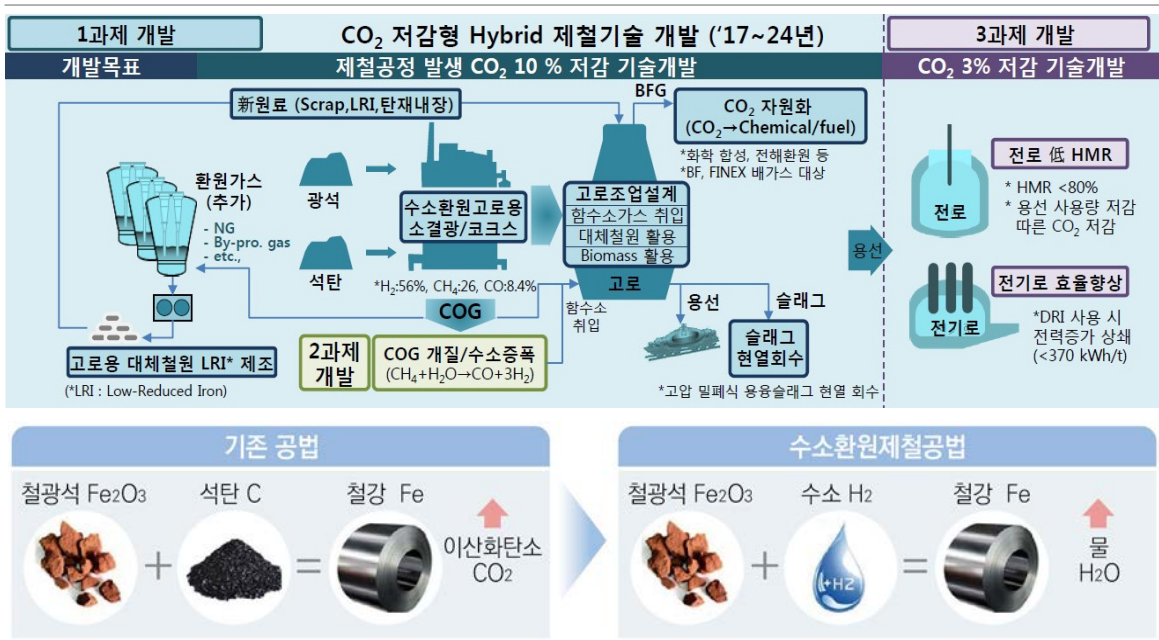 1과제 개발
CO₂ 저감형 Hybrid 제철기술 개발 (‘17~24년)
3과제 개발
개발목표
제철공정 발생 CO₂ 10 % 저감 기술개발
CO₂ 3% 저감 기술개발
新원료 (Scrap,LRI,탄재내장)
BFG
CO₂ 자원화
(CO₂→Chemical/fuel)
*화학 합성, 전해환원 등
*BF, FINEX 배가스 대상
환원가스
(추가)
- NG
- By-pro. gas
- etc.,
광석
석탄
수소환원고로용
소결광/코크스
*H₂:56%, CH₄:26, CO:8.4%
고로조업설계
함수소가스 취입
대체철원 활용
Biomass 활용
고로
COG
함수소
취입
용선
슬래그
슬래그
현열회수
*고압 밀폐식 용융슬래그 현열 회수
고로용 대체철원 LRI* 제조
(*LRI : Low-Reduced Iron)
2과제
개발
COG 개질/수소증폭
(CH₄+H₂O→CO+3H₂)
용선
전로
전로 低 HMR
* HMR <80%
* 용선 사용량 저감
따른 CO₂ 저감
전기로
전기로 효율향상
*DRI 사용 시
전력증가 상쇄
(<370 kWh/t)
기존 공법
철광석 Fe₂O₃
석탄 C
철강 Fe
+
=
이산화탄소
CO₂
수소환원제철공법
철광석 Fe₂O₃
수소 H₂
철강 Fe
+
+H2
=
물
H₂O